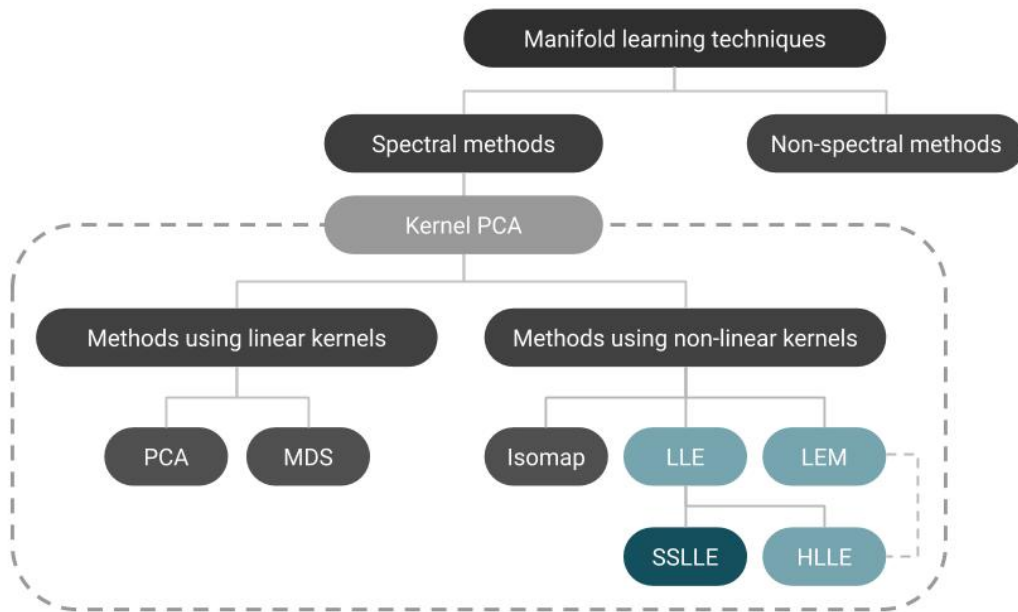 Manifold learning techniques
Spectral methods
Non-spectral methods
Kernel PCA
Methods using linear kernels
Methods using non-linear kernels
PCA
MDS
Isomap
LLE
LEM
SSLLE
HLLE